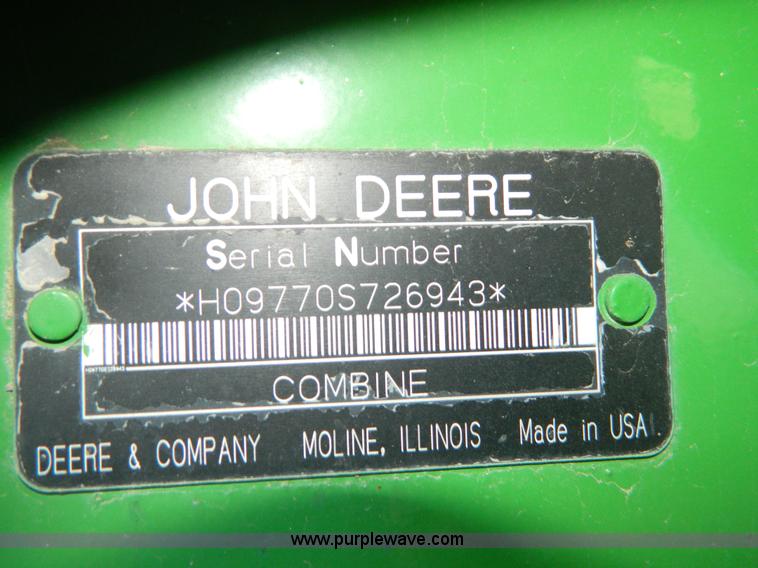 JOHN DEERE
Serial Number
*H09770S726943*
COMBINE
DEERE & COMPANY MOLINE, ILLINOIS Made in USA
www.purplewave.com